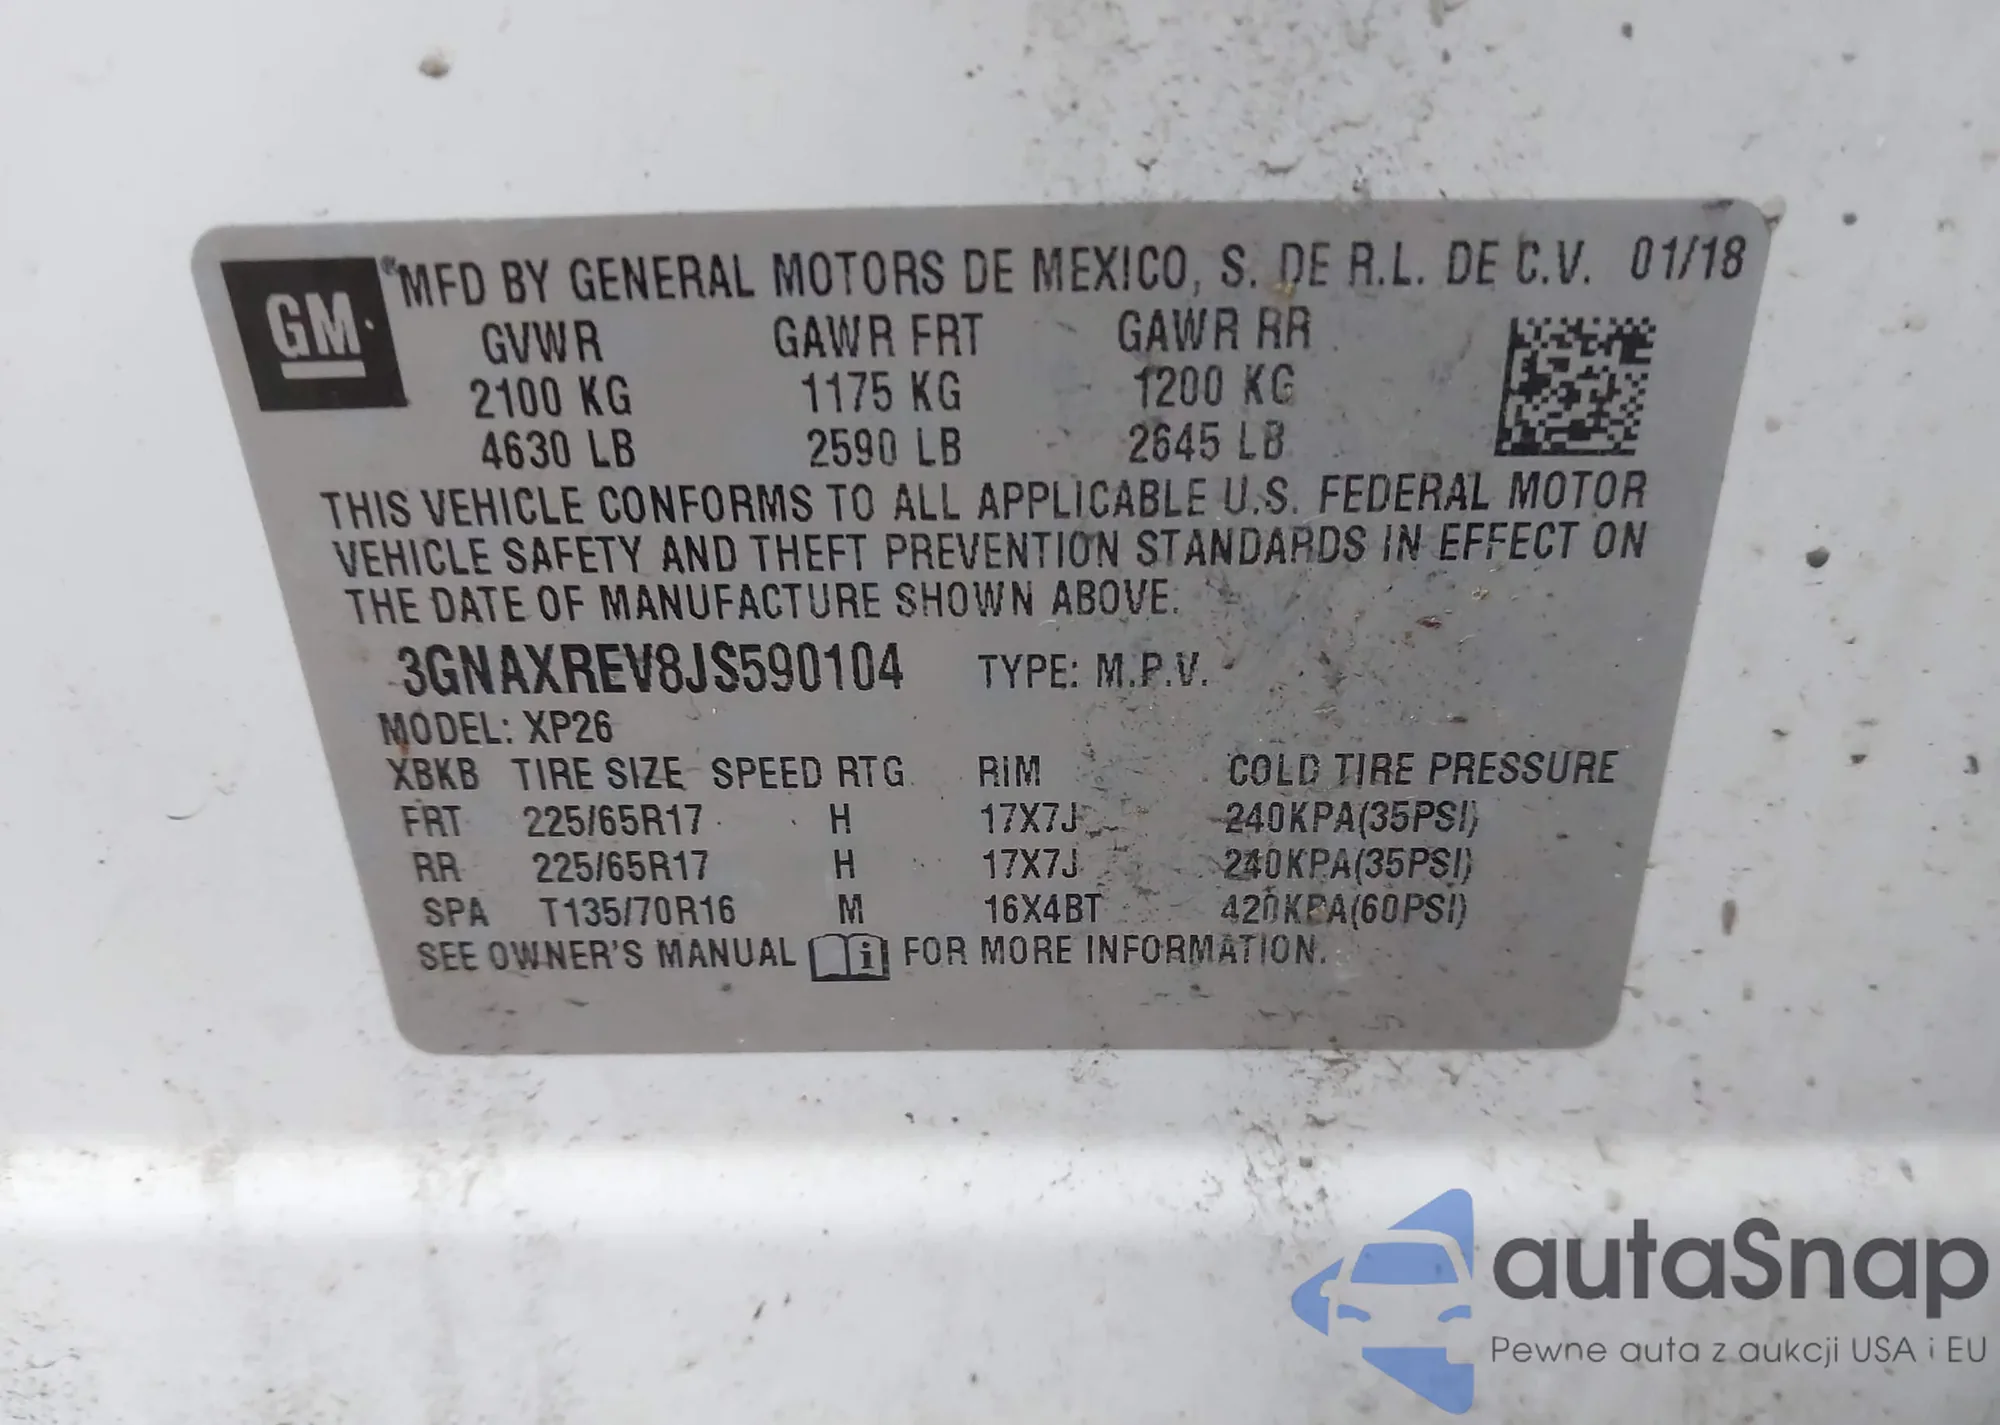 GM
®MFD BY GENERAL MOTORS DE MEXICO, S. DE R.L. DE C.V. 01/18
GVWR GAWR FRT GAWR RR
2100 KG 1175 KG 1200 KG
4630 LB 2590 LB 2645 LB
THIS VEHICLE CONFORMS TO ALL APPLICABLE U.S. FEDERAL MOTOR
VEHICLE SAFETY AND THEFT PREVENTION STANDARDS IN EFFECT ON
THE DATE OF MANUFACTURE SHOWN ABOVE.
3GNAXREV8JS590104 TYPE: M.P.V.
MODEL: XP26
XBKB TIRE SIZE SPEED RTG RIM COLD TIRE PRESSURE
FRT 225/65R17 H 17X7J 240KPA(35PSI)
RR 225/65R17 H 17X7J 240KPA(35PSI)
SPA T135/70R16 M 16X4BT 420KPA(60PSI)
SEE OWNER'S MANUAL i FOR MORE INFORMATION.
autaSnap
Pewne auta z aukcji USA i EU